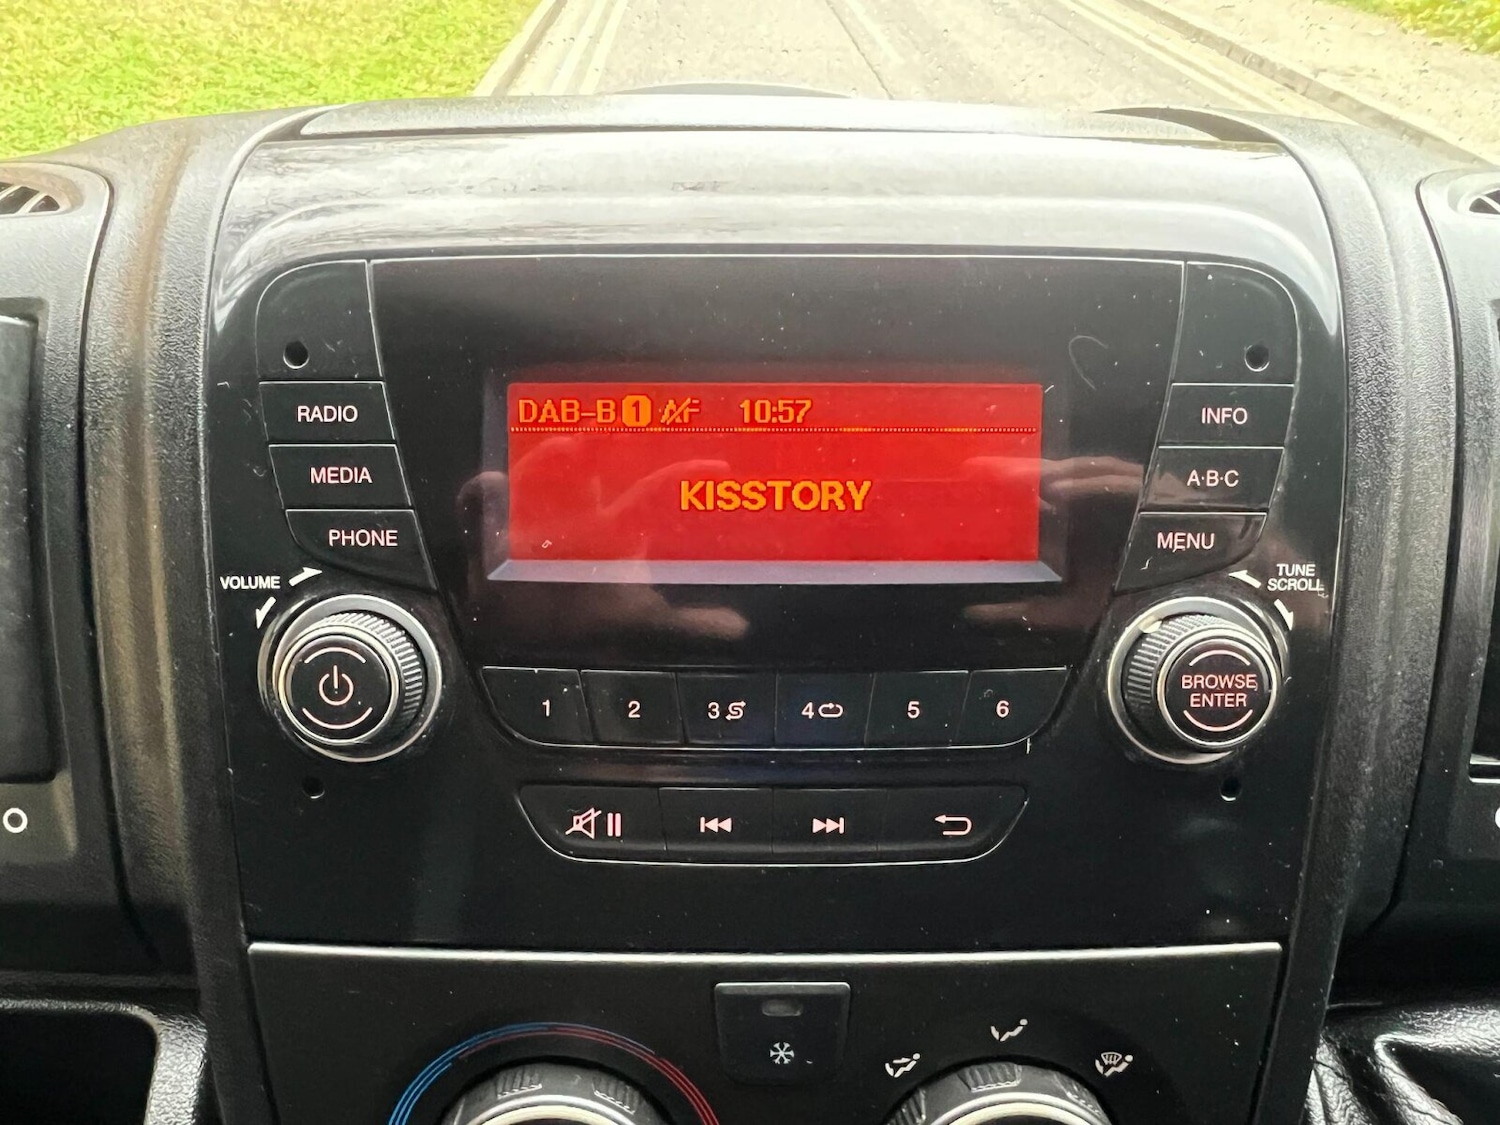 DAB-B 1 AF 10:57
KISSTORY
RADIO
MEDIA
PHONE
VOLUME
INFO
A·B·C
MENU
TUNE
SCROLL
BROWSE
ENTER
1 2 3 4 5 6